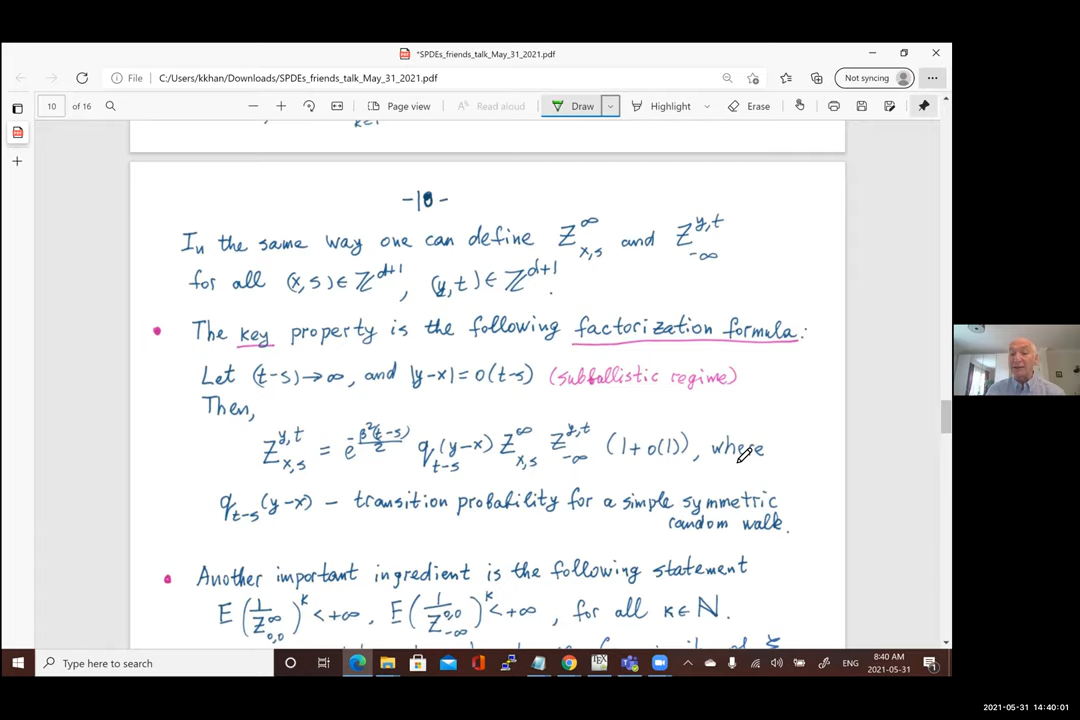 *SPDEs_friends_talk_May_31_2021.pdf
File C:/Users/kkhan/Downloads/SPDEs_friends_talk_May_31_2021.pdf Not syncing
10 of 16 Page view Read aloud Draw Highlight Erase
k≤1
-10-
In the same way one can define Z^∞_{x,s} and Z^{y,t}_{-∞}
for all (x,s)∈ℤ^{d+1}, (y,t)∈ℤ^{d+1}.
• The key property is the following factorization formula:
Let (t-s)→∞, and |y-x|=o(t-s) (subballistic regime)
Then,
Z^{y,t}_{x,s} = e^{β²(t-s)/2} q_{t-s}(y-x) Z^∞_{x,s} Z^{y,t}_{-∞} (1+o(1)), where
q_{t-s}(y-x) – transition probability for a simple symmetric
random walk.
• Another important ingredient is the following statement
E(1/Z^∞_{0,0})^k < +∞, E(1/Z^{0,0}_{-∞})^k < +∞, for all k∈ℕ.
Type here to search
ENG
8:40 AM
2021-05-31
1
2021-05-31 14:40:01